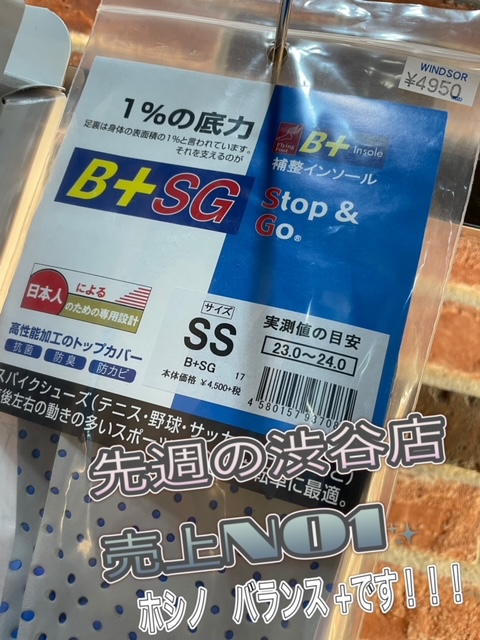 WINDSOR
¥4950
1%の底力
足裏は身体の表面積の1%と言われています。
それを支えるのが
B+ Insole
補整インソール
B+SG
Stop &
Go®
日本人による
のための専用設計
高性能加工のトップカバー
抗菌 防臭 防カビ
サイズ
SS
B+SG 17
本体価格 ¥4,500+税
実測値の目安
23.0〜24.0
スパイクシューズ(テニス・野球・サッカ
後左右の動きの多いスポー
に最適。
先週の渋谷店
売上NO1
ホシノ バランス+です!!!